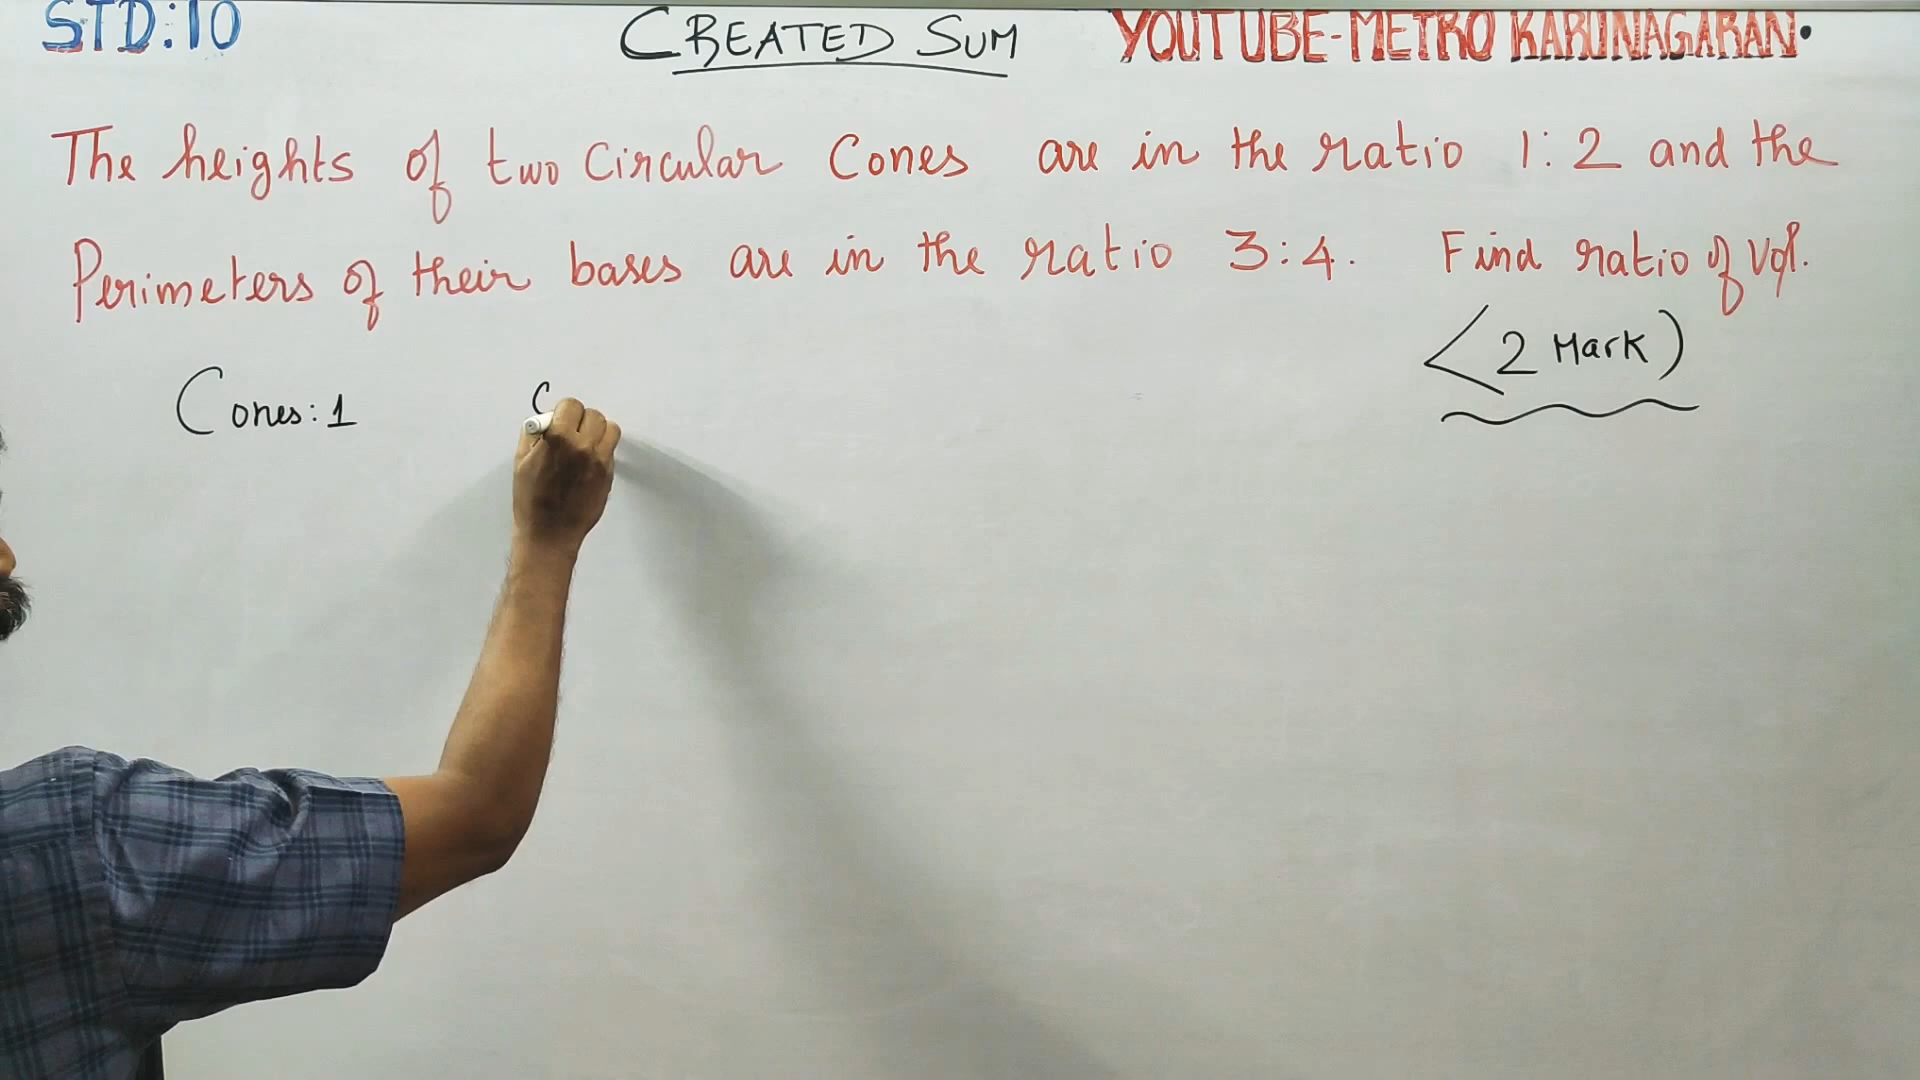 STD:10
CREATED SUM
YOUTUBE-METRO KARUNAGARAN.
The heights of two Circular Cones are in the ratio 1:2 and the
Perimeters of their bases are in the ratio 3:4. Find ratio of Vol.
<2 Mark)
Cones:1
C